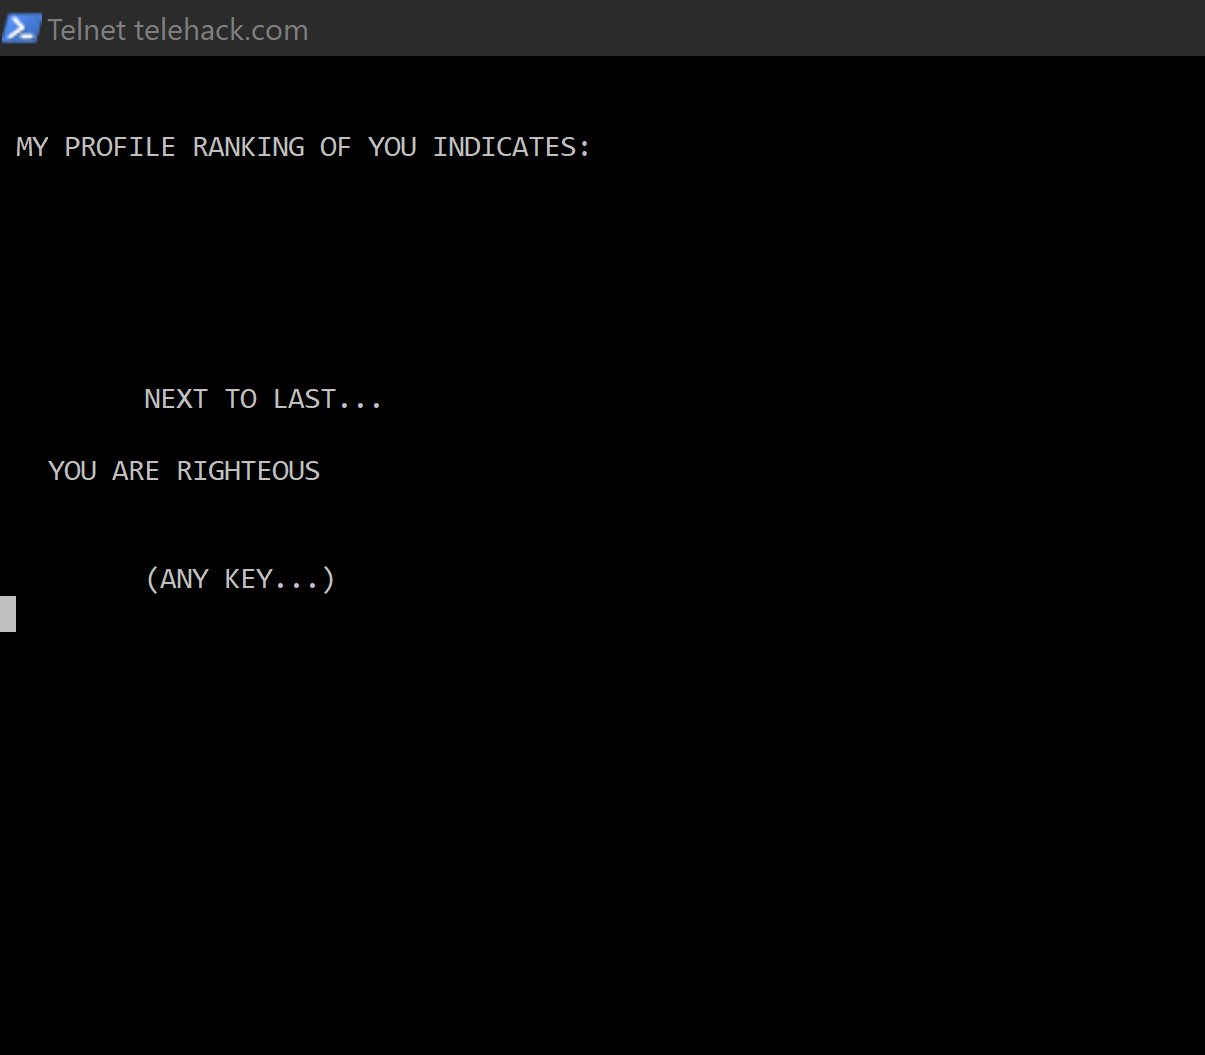 Telnet telehack.com
MY PROFILE RANKING OF YOU INDICATES:
NEXT TO LAST...
YOU ARE RIGHTEOUS
(ANY KEY...)